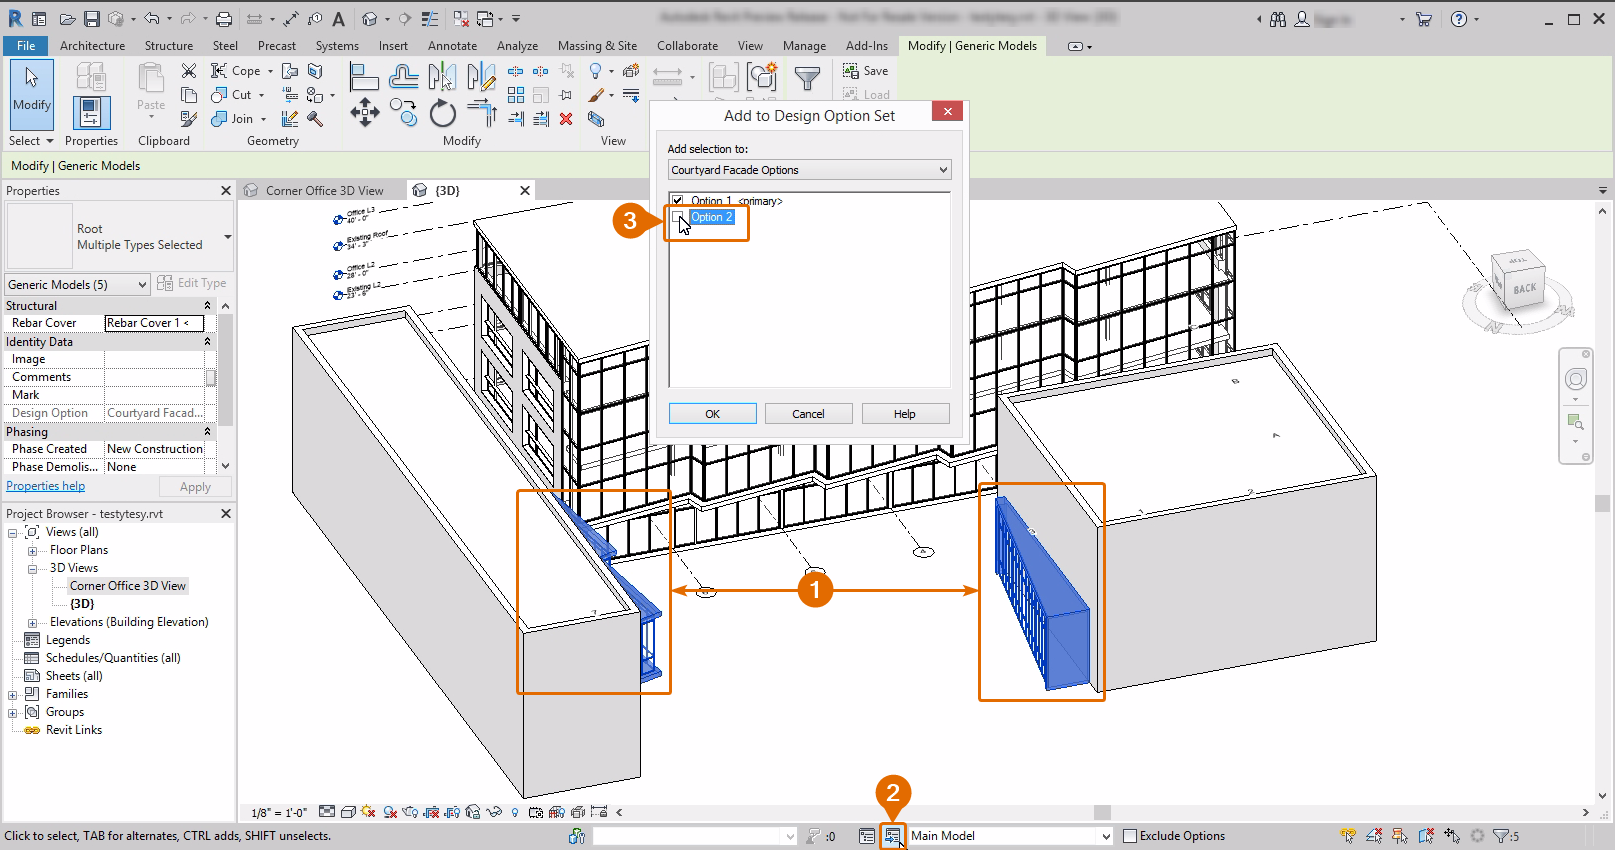 File Architecture Structure Steel Precast Systems Insert Annotate Analyze Massing & Site Collaborate View Manage Add-Ins Modify | Generic Models
Modify
Paste
Cope
Cut
Join
Save
Load
Select Properties Clipboard Geometry Modify View
Modify | Generic Models
Add to Design Option Set
Add selection to:
Courtyard Facade Options
Option 1 <primary>
Option 2
OK Cancel Help
Properties
Corner Office 3D View
{3D}
Root
Multiple Types Selected
Generic Models (5)
Edit Type
Structural
Rebar Cover Rebar Cover 1 <
Identity Data
Image
Comments
Mark
Design Option Courtyard Facad...
Phasing
Phase Created New Construction
Phase Demolis... None
Properties help
Apply
Project Browser - testytesy.rvt
Views (all)
Floor Plans
3D Views
Corner Office 3D View
{3D}
Elevations (Building Elevation)
Legends
Schedules/Quantities (all)
Sheets (all)
Families
Groups
Revit Links
Office L3
40' - 0"
Existing Roof
34' - 3"
Office L2
28' - 0"
Existing L2
23' - 6"
TOP
BACK
N
3
1
2
1/8" = 1'-0"
Click to select, TAB for alternates, CTRL adds, SHIFT unselects.
:0
Main Model
Exclude Options
:5